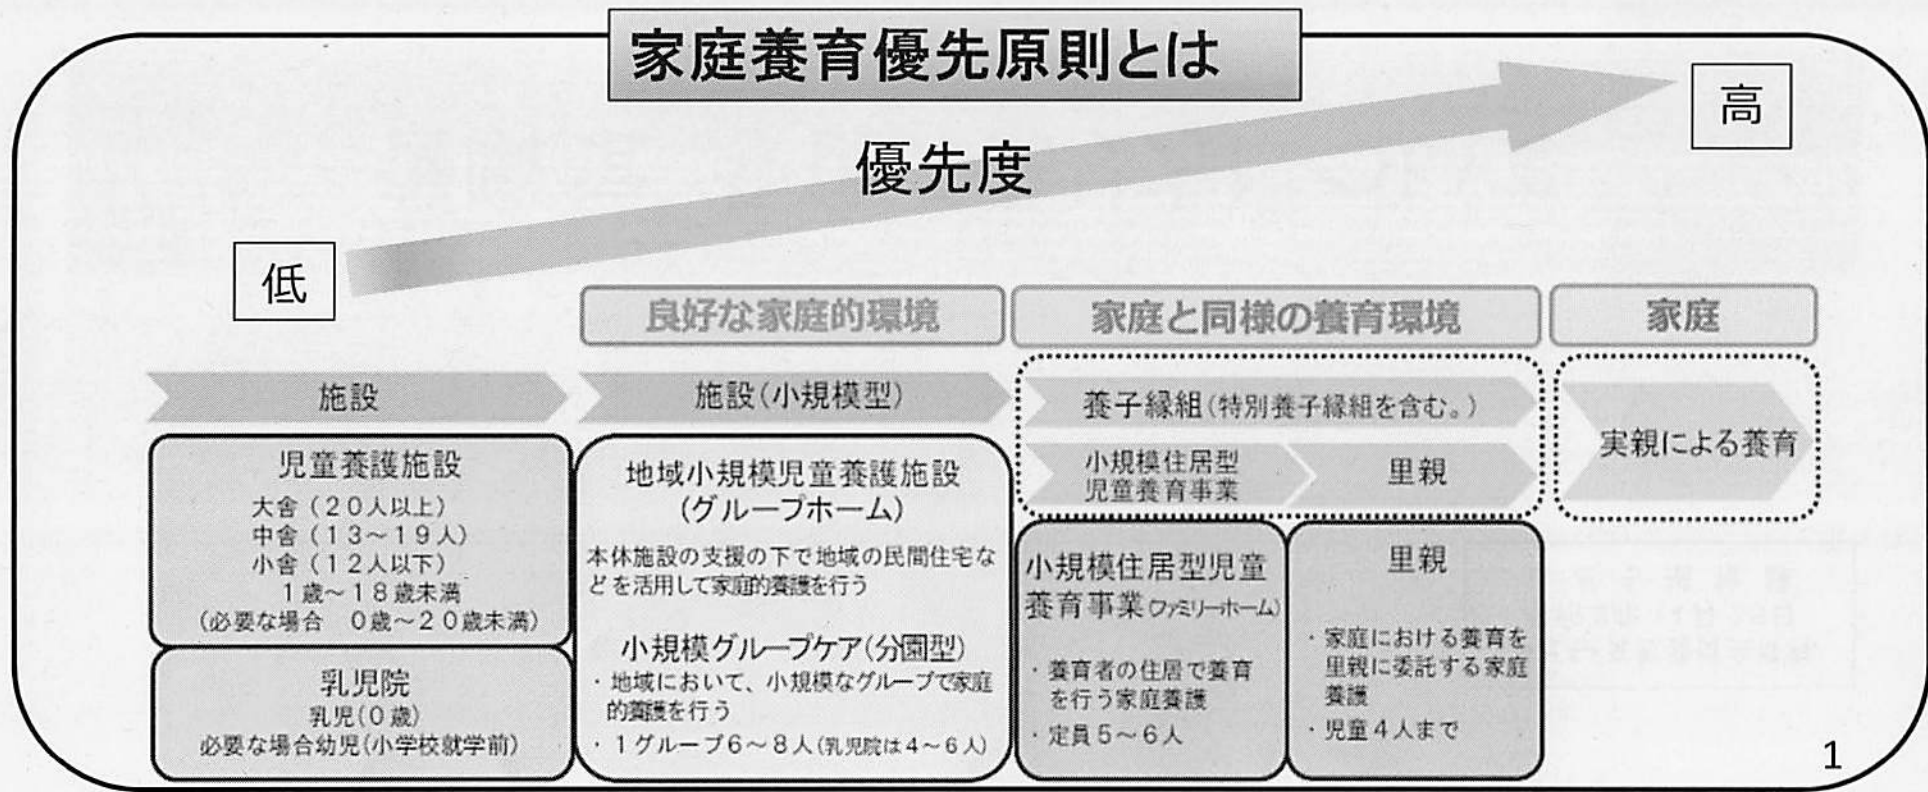 家庭養育優先原則とは
高
優先度
低
良好な家庭的環境
家庭と同様の養育環境
家庭
施設
施設(小規模型)
養子縁組(特別養子縁組を含む。)
小規模住居型
児童養育事業
里親
実親による養育
児童養護施設
大舎(20人以上)
中舎(13～19人)
小舎(12人以下)
1歳～18歳未満
(必要な場合 0歳～20歳未満)
乳児院
乳児(0歳)
必要な場合幼児(小学校就学前)
地域小規模児童養護施設
(グループホーム)
本休施設の支援の下で地域の民間住宅な
どを活用して家庭的養護を行う
小規模グループケア(分園型)
・地域において、小規模なグループで家庭
的養護を行う
・1グループ6～8人(乳児院は4～6人)
小規模住居型児童
養育事業(ファミリーホーム)
・養育者の住居で養育
を行う家庭養護
・定員5～6人
里親
・家庭における養育を
里親に委託する家庭
養護
・児童4人まで
1